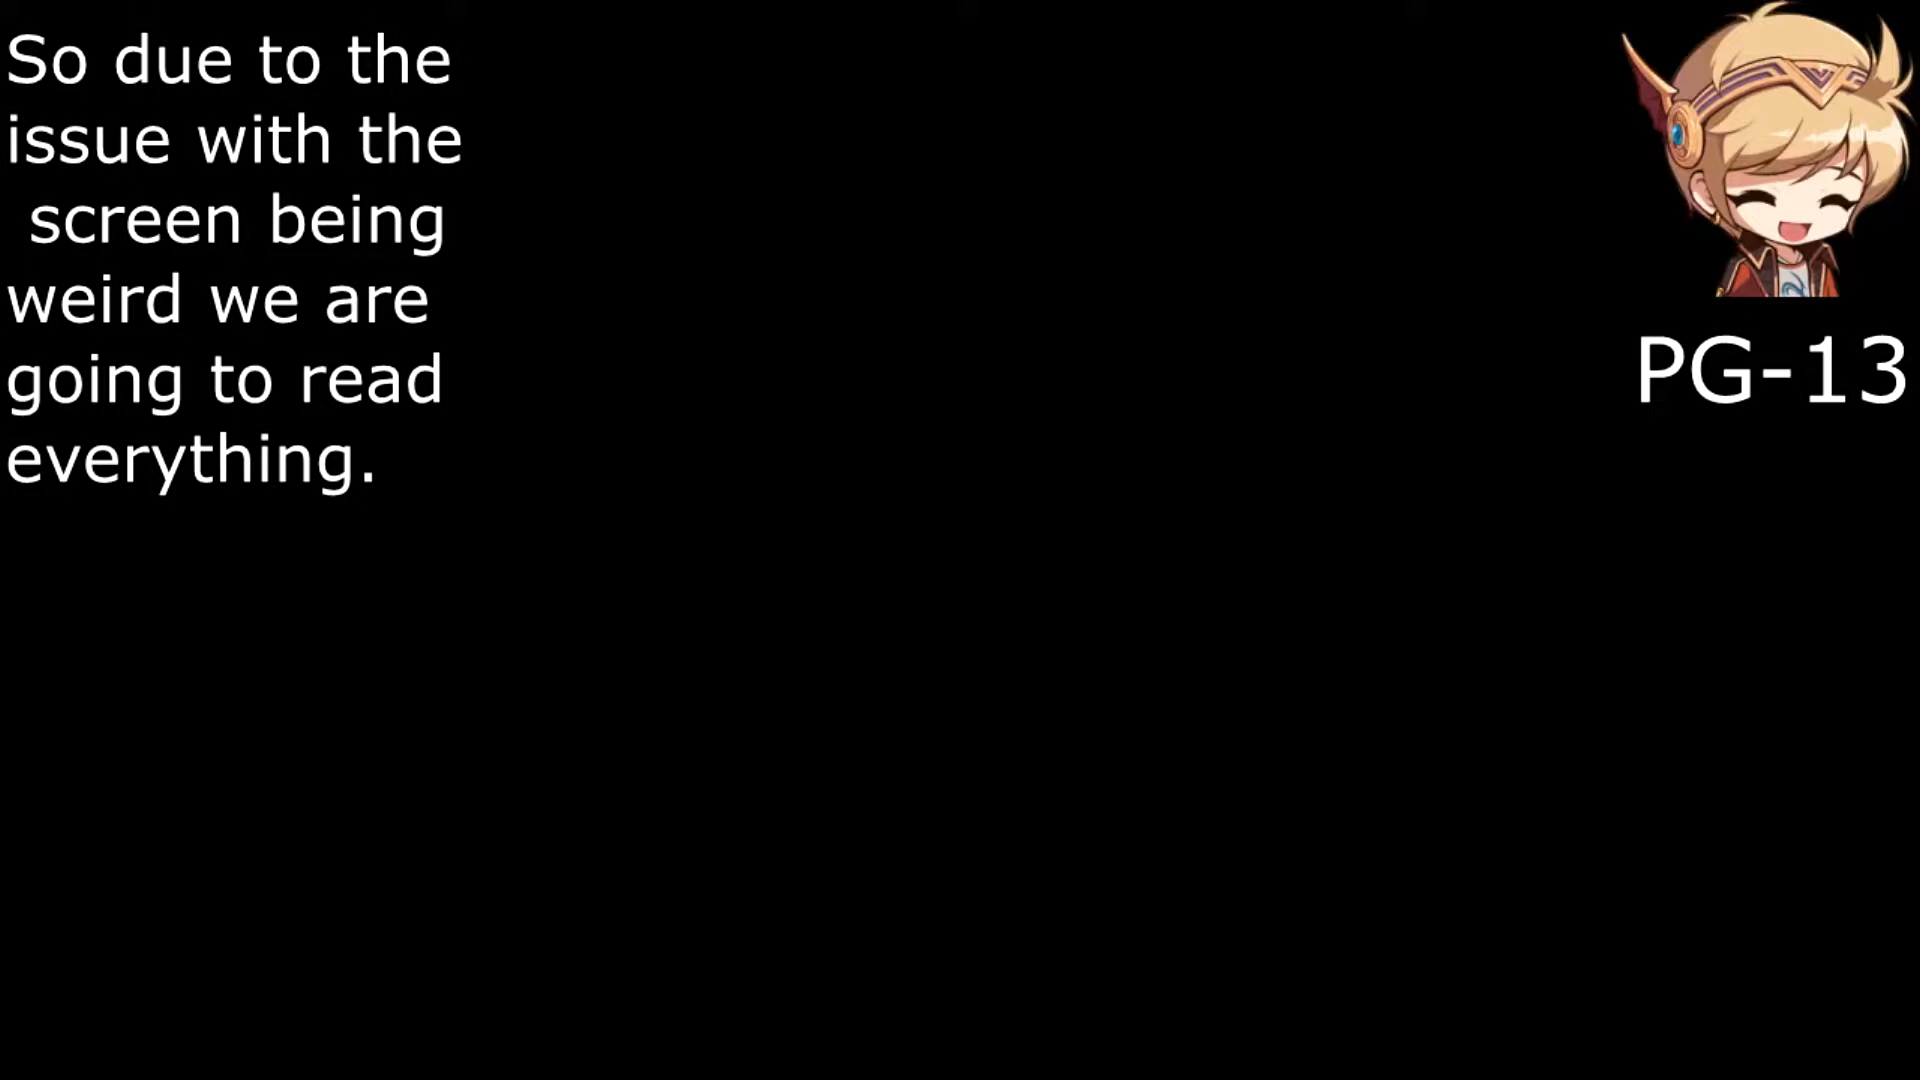 So due to the
issue with the
screen being
weird we are
going to read
everything.
PG-13